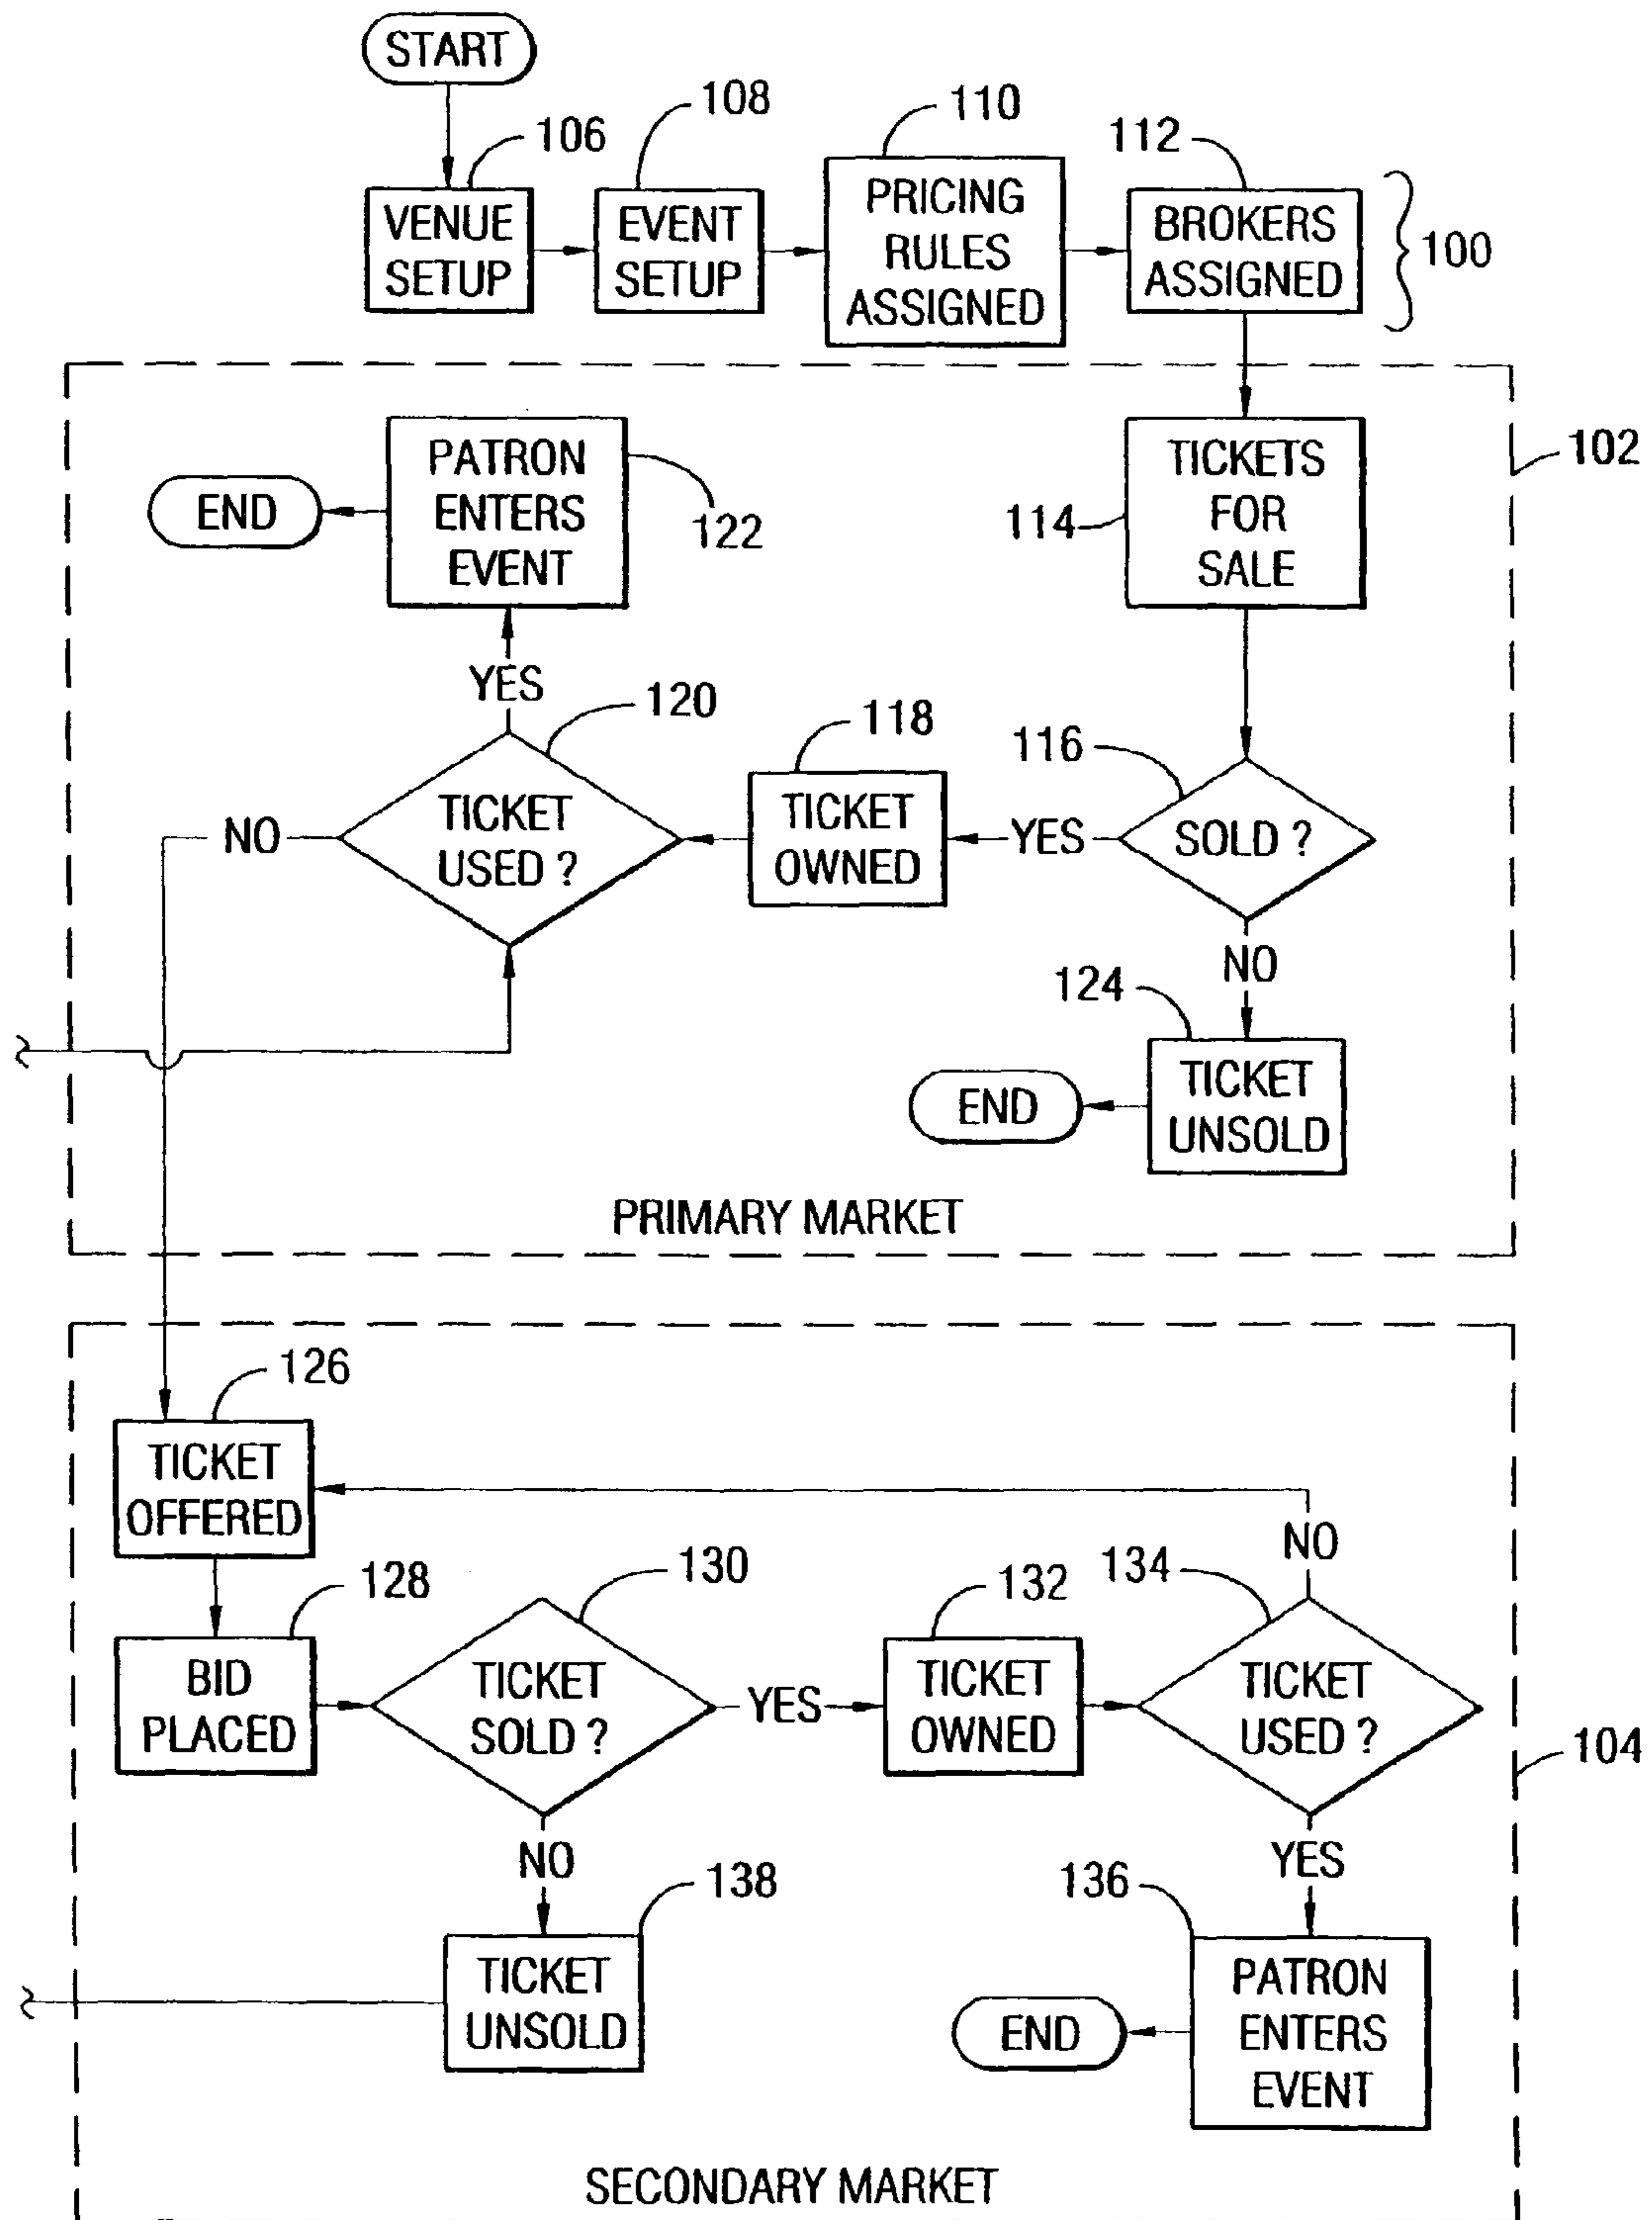 START
106
108
110
112
VENUE
SETUP
EVENT
SETUP
PRICING
RULES
ASSIGNED
BROKERS
ASSIGNED
100
102
PATRON
ENTERS
EVENT
122
END
TICKETS
FOR
SALE
114
YES
120
118
116
NO
TICKET
USED ?
TICKET
OWNED
YES
SOLD ?
NO
124
TICKET
UNSOLD
END
PRIMARY MARKET
126
TICKET
OFFERED
NO
128
130
132
134
BID
PLACED
TICKET
SOLD ?
YES
TICKET
OWNED
TICKET
USED ?
104
NO
YES
138
136
TICKET
UNSOLD
END
PATRON
ENTERS
EVENT
SECONDARY MARKET